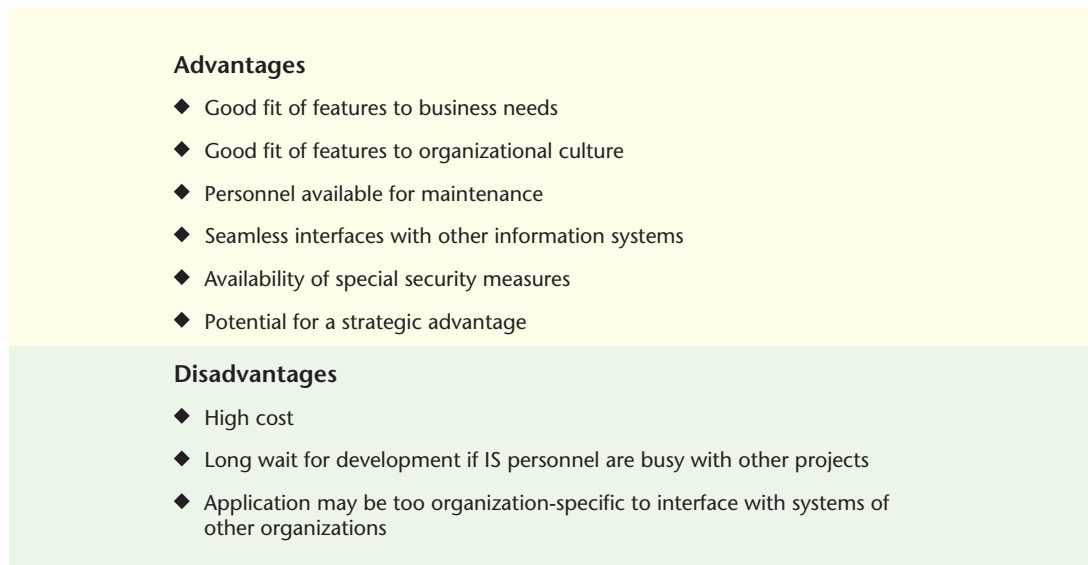 Advantages
◆ Good fit of features to business needs
◆ Good fit of features to organizational culture
◆ Personnel available for maintenance
◆ Seamless interfaces with other information systems
◆ Availability of special security measures
◆ Potential for a strategic advantage
Disadvantages
◆ High cost
◆ Long wait for development if IS personnel are busy with other projects
◆ Application may be too organization-specific to interface with systems of
other organizations